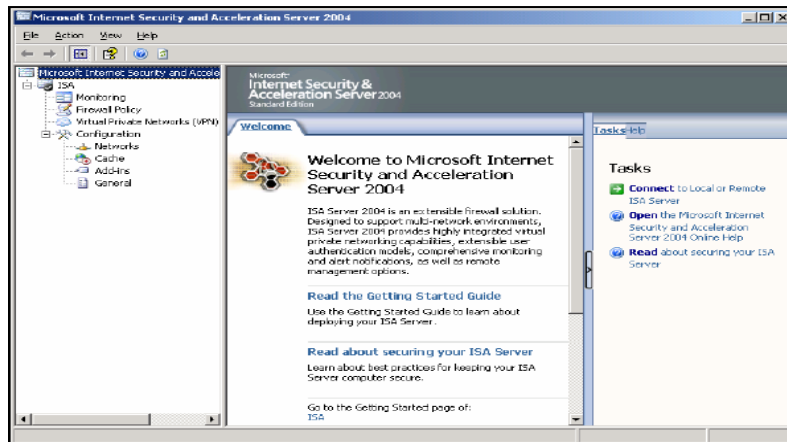 Microsoft Internet Security and Acceleration Server 2004
File Action View Help
Microsoft Internet Security and Accele
ISA
Monitoring
Firewall Policy
Virtual Private Networks (VPN)
Configuration
Networks
Cache
Add-ins
General
Microsoft
Internet Security &
Acceleration Server 2004
Standard Edition
Welcome
Welcome to Microsoft Internet
Security and Acceleration
Server 2004
ISA Server 2004 is an extensible firewall solution.
Designed to support multi-network environments,
ISA Server 2004 provides highly integrated virtual
private networking capabilities, extensible user
authentication models, comprehensive monitoring
and alert notifications, as well as remote
management options.
Read the Getting Started Guide
Use the Getting Started Guide to learn about
deploying your ISA Server.
Read about securing your ISA Server
Learn about best practices for keeping your ISA
Server computer secure.
Go to the Getting Started page of:
ISA
Tasks Help
Tasks
Connect to Local or Remote
ISA Server
Open the Microsoft Internet
Security and Acceleration
Server 2004 Online Help
Read about securing your ISA
Server